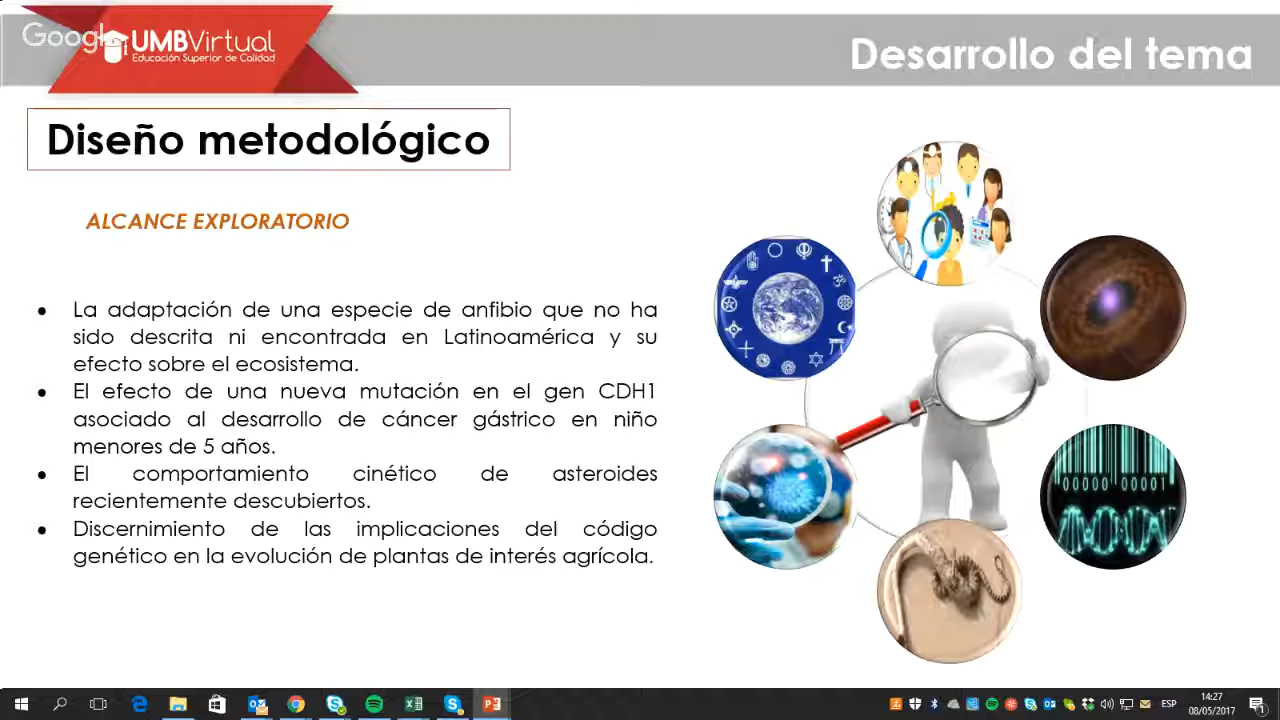 Google
UMBVirtual
Educación Superior de Calidad
Desarrollo del tema
Diseño metodológico
ALCANCE EXPLORATORIO
● La adaptación de una especie de anfibio que no ha
sido descrita ni encontrada en Latinoamérica y su
efecto sobre el ecosistema.
● El efecto de una nueva mutación en el gen CDH1
asociado al desarrollo de cáncer gástrico en niño
menores de 5 años.
● El comportamiento cinético de asteroides
recientemente descubiertos.
● Discernimiento de las implicaciones del código
genético en la evolución de plantas de interés agrícola.
00000 00001
ESP
14:27
08/05/2017